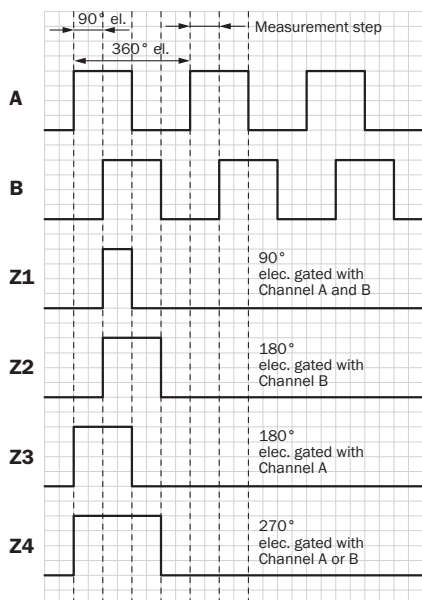 90° el.
Measurement step
360° el.
A
B
Z1
90°
elec. gated with
Channel A and B
Z2
180°
elec. gated with
Channel B
Z3
180°
elec. gated with
Channel A
Z4
270°
elec. gated with
Channel A or B